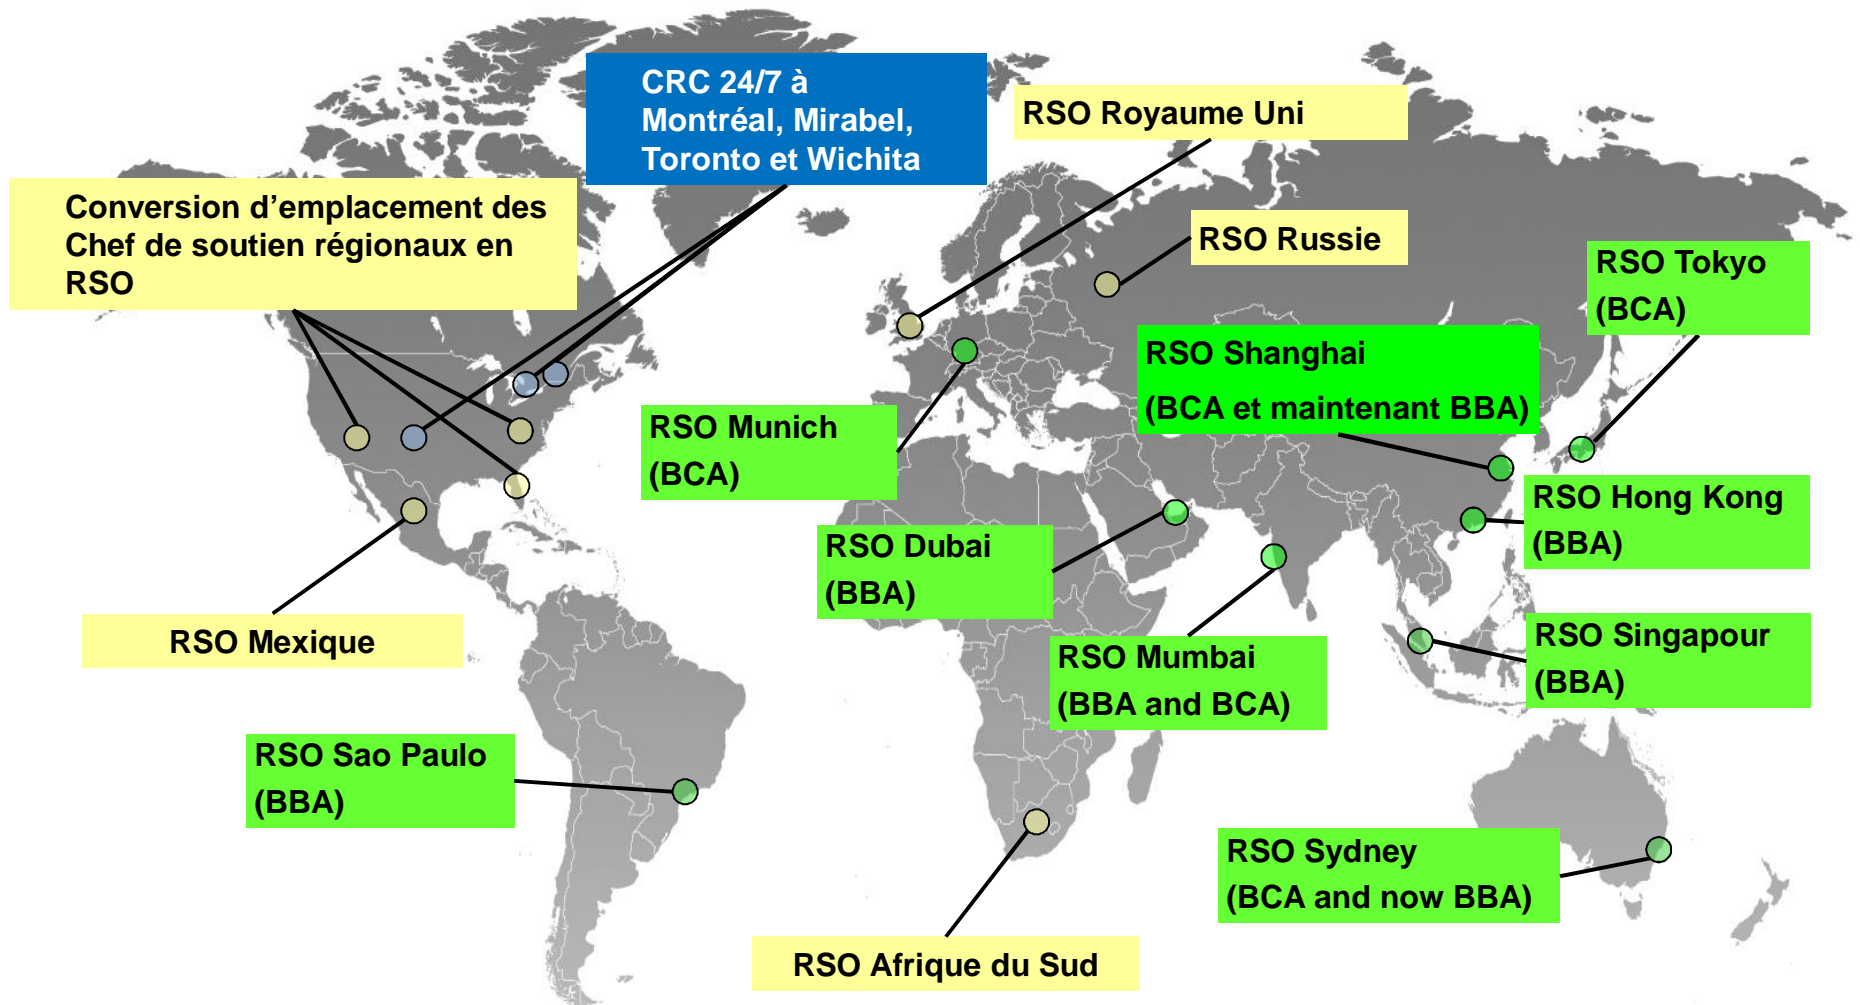 CRC 24/7 à
Montréal, Mirabel,
Toronto et Wichita
RSO Royaume Uni
Conversion d’emplacement des
Chef de soutien régionaux en
RSO
RSO Russie
RSO Tokyo
(BCA)
RSO Shanghai
(BCA et maintenant BBA)
RSO Munich
(BCA)
RSO Hong Kong
(BBA)
RSO Dubai
(BBA)
RSO Mexique
RSO Mumbai
(BBA and BCA)
RSO Singapour
(BBA)
RSO Sao Paulo
(BBA)
RSO Sydney
(BCA and now BBA)
RSO Afrique du Sud